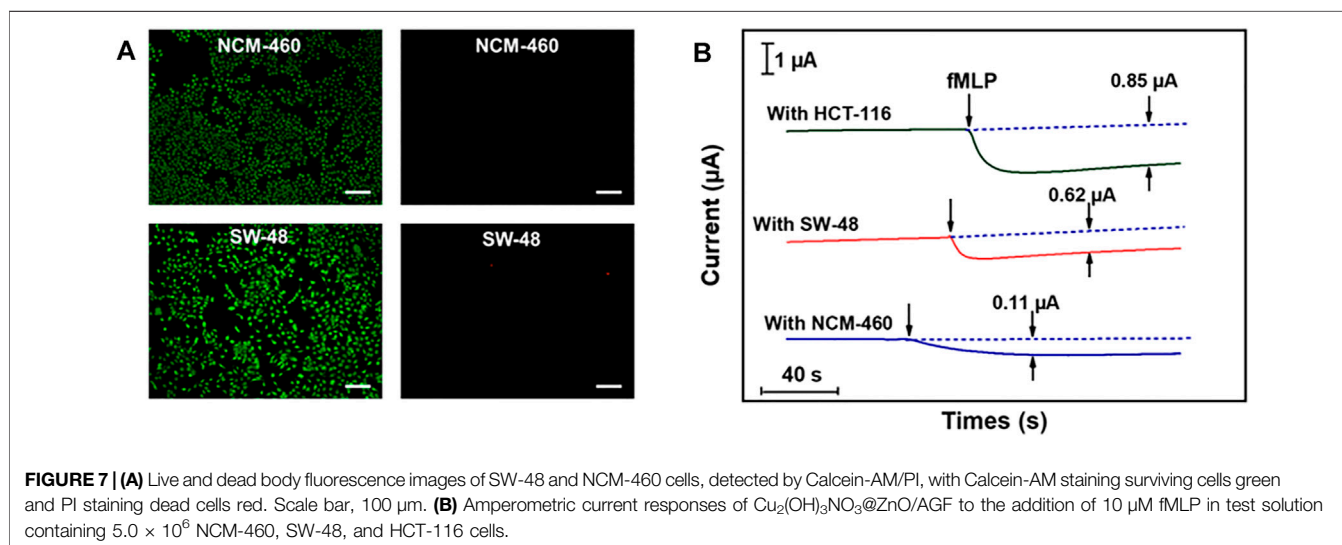 A
NCM-460
NCM-460
SW-48
SW-48
B
1 µA
fMLP
0.85 µA
With HCT-116
0.62 µA
With SW-48
0.11 µA
With NCM-460
40 s
Current (µA)
Times (s)
FIGURE 7 | (A) Live and dead body fluorescence images of SW-48 and NCM-460 cells, detected by Calcein-AM/PI, with Calcein-AM staining surviving cells green
and PI staining dead cells red. Scale bar, 100 µm. (B) Amperometric current responses of Cu₂(OH)₃NO₃@ZnO/AGF to the addition of 10 µM fMLP in test solution
containing 5.0 × 10⁶ NCM-460, SW-48, and HCT-116 cells.